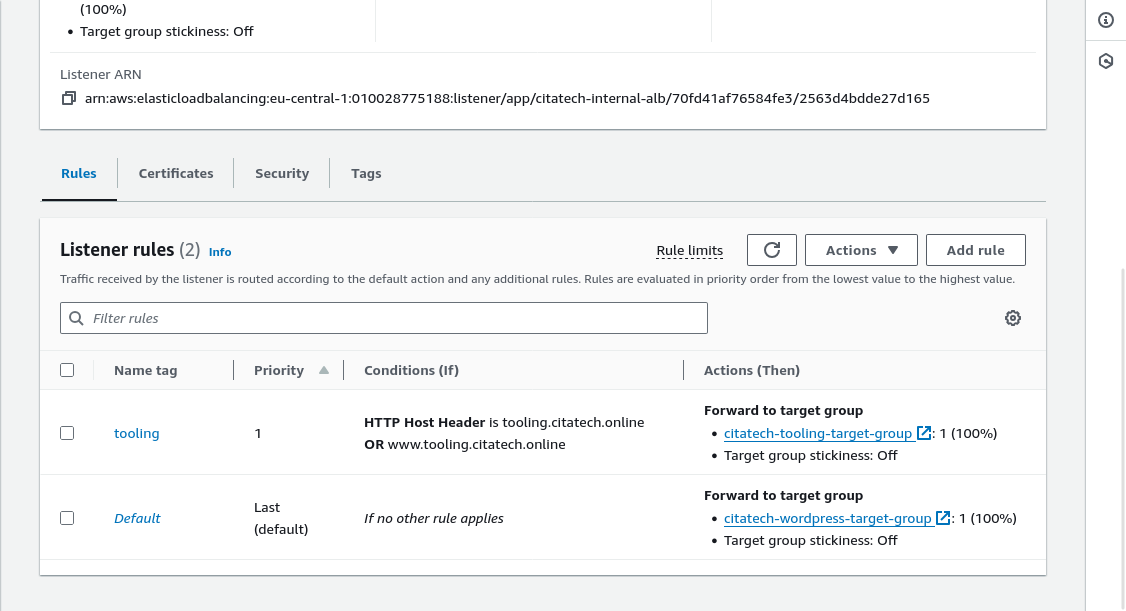 (100%)
• Target group stickiness: Off
Listener ARN
arn:aws:elasticloadbalancing:eu-central-1:010028775188:listener/app/citatech-internal-alb/70fd41af76584fe3/2563d4bdde27d165
Rules
Certificates
Security
Tags
Listener rules (2) Info
Rule limits
Actions
Add rule
Traffic received by the listener is routed according to the default action and any additional rules. Rules are evaluated in priority order from the lowest value to the highest value.
Filter rules
Name tag
Priority
Conditions (If)
Actions (Then)
tooling
1
HTTP Host Header is tooling.citatech.online
OR www.tooling.citatech.online
Forward to target group
• citatech-tooling-target-group : 1 (100%)
• Target group stickiness: Off
Default
Last
(default)
If no other rule applies
Forward to target group
• citatech-wordpress-target-group : 1 (100%)
• Target group stickiness: Off